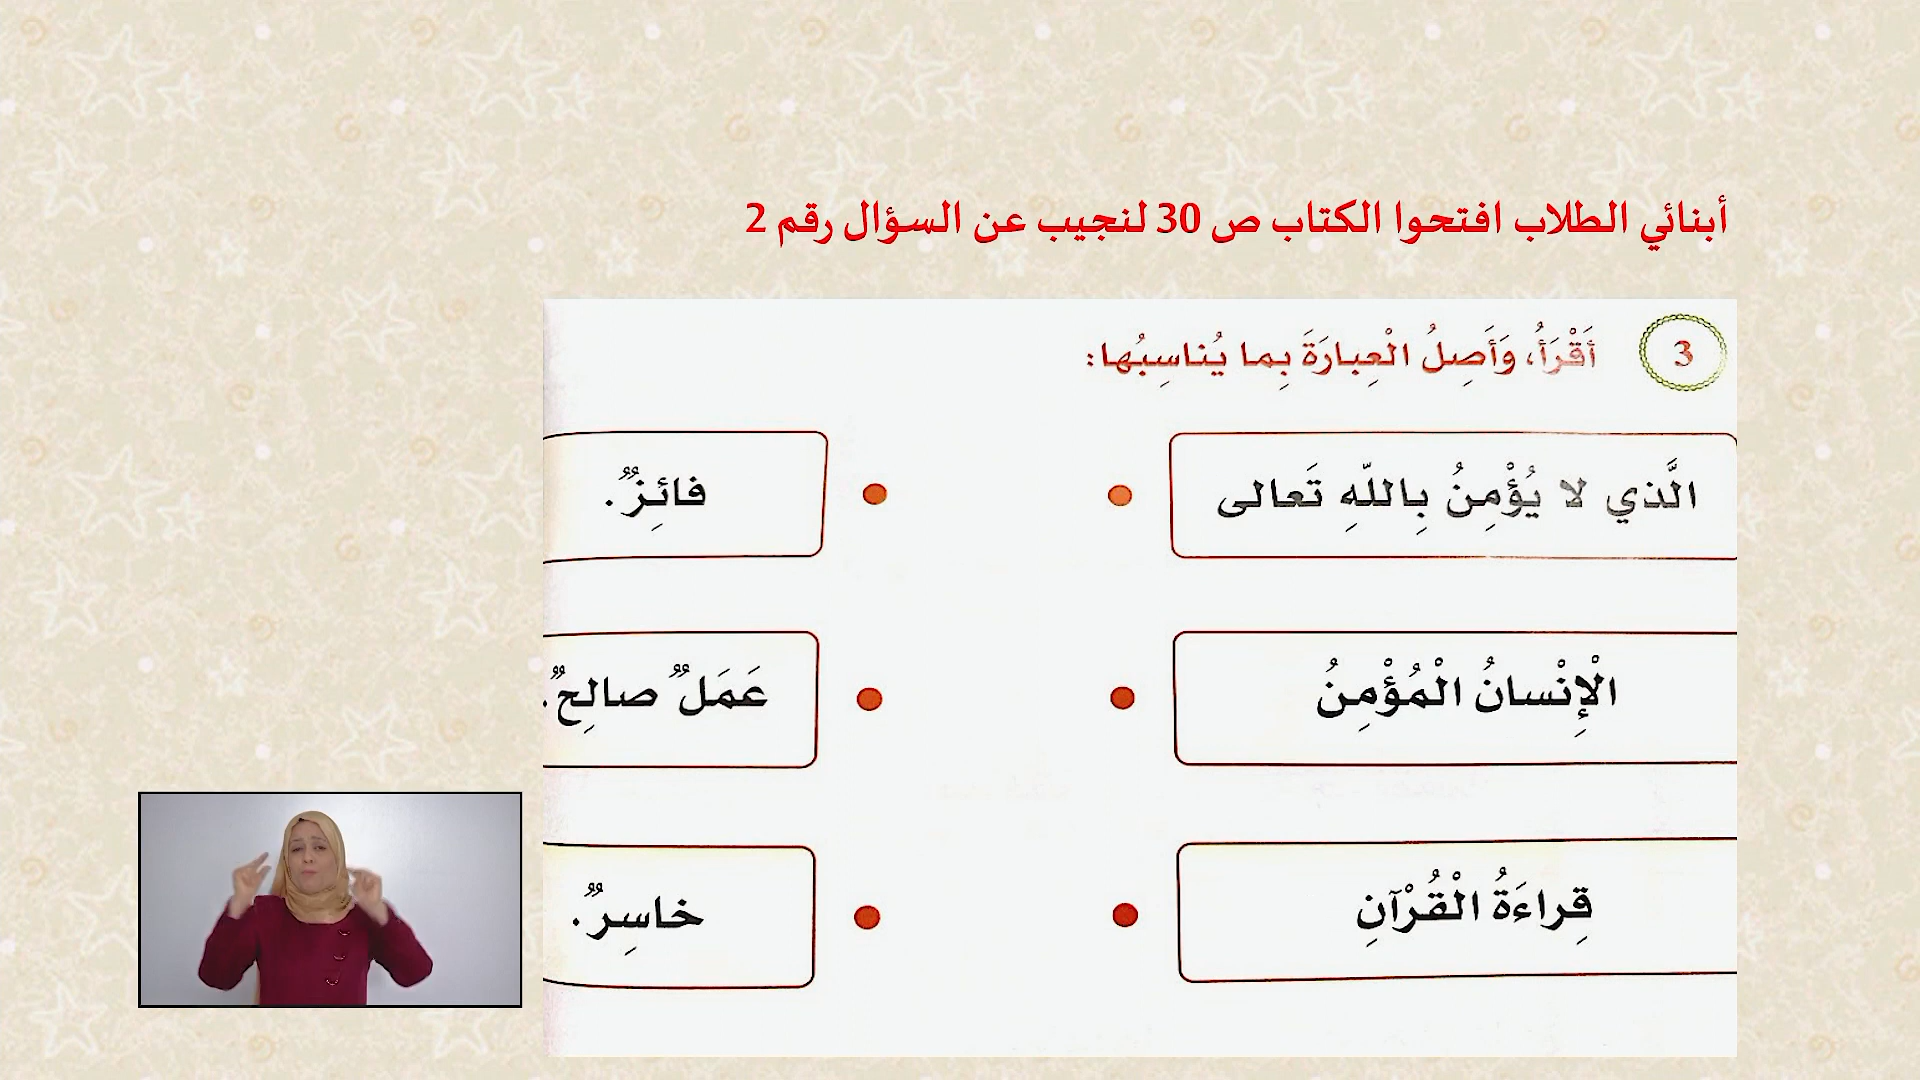 أبنائي الطلاب افتحوا الكتاب ص 30 لنجيب عن السؤال رقم 2
3 أَقْرَأُ، وَأَصِلُ الْعِبارَةَ بِما يُناسِبُها:
الَّذي لا يُؤْمِنُ بِاللّهِ تَعالى
فائِزٌ.
الْإِنْسانُ الْمُؤْمِنُ
عَمَلٌ صالِحٌ.
قِراءَةُ الْقُرْآنِ
خاسِرٌ.